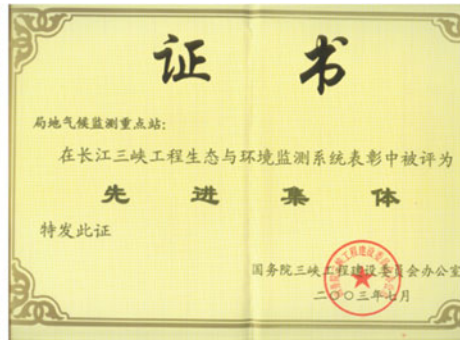 证书
局地气候监测重点站：
在长江三峡工程生态与环境监测系统表彰中被评为
先进集体
特发此证
国务院三峡工程建设委员会办公室
二〇〇三年七月